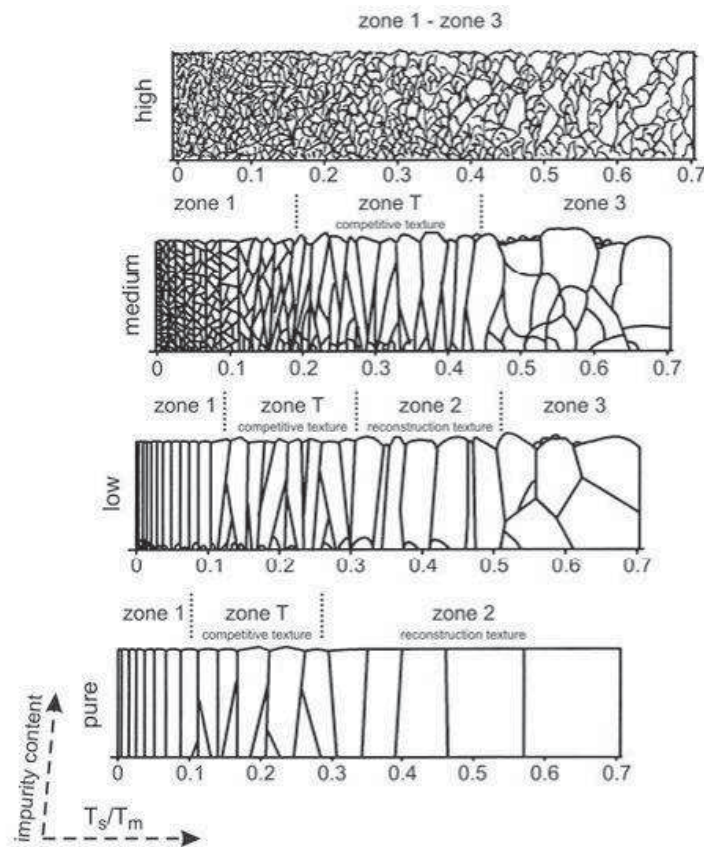 zone 1 - zone 3
high
0 0.1 0.2 0.3 0.4 0.5 0.6 0.7
zone 1 zone T zone 3
competitive texture
medium
0 0.1 0.2 0.3 0.4 0.5 0.6 0.7
zone 1 zone T zone 2 zone 3
competitive texture reconstruction texture
low
0 0.1 0.2 0.3 0.4 0.5 0.6 0.7
zone 1 zone T zone 2
competitive texture reconstruction texture
pure
0 0.1 0.2 0.3 0.4 0.5 0.6 0.7
impurity content
Ts/Tm